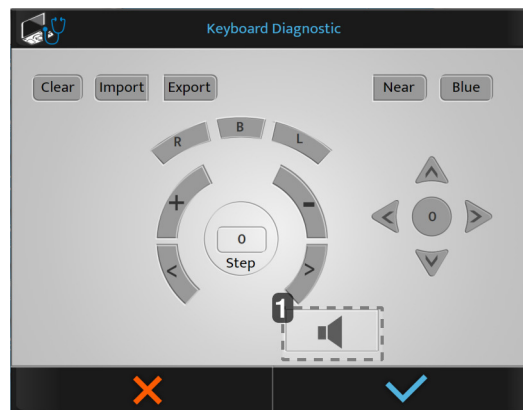 Keyboard Diagnostic
Clear Import Export Near Blue
R B L
+ -
0
0
Step
< >
1